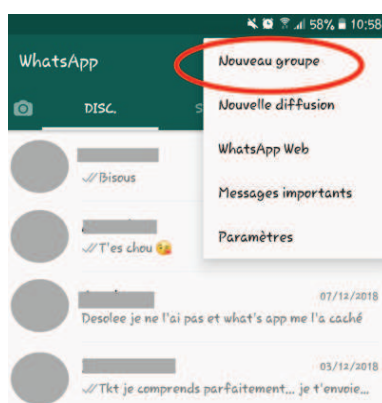 58% 10:58
WhatsApp
Nouveau groupe
DISC.
S
Nouvelle diffusion
WhatsApp Web
Messages importants
Paramètres
Bisous
T'es chou
07/12/2018
Desolee je ne l'ai pas et what's app me l'a caché
03/12/2018
Tkt je comprends parfaitement... je t'envoie...